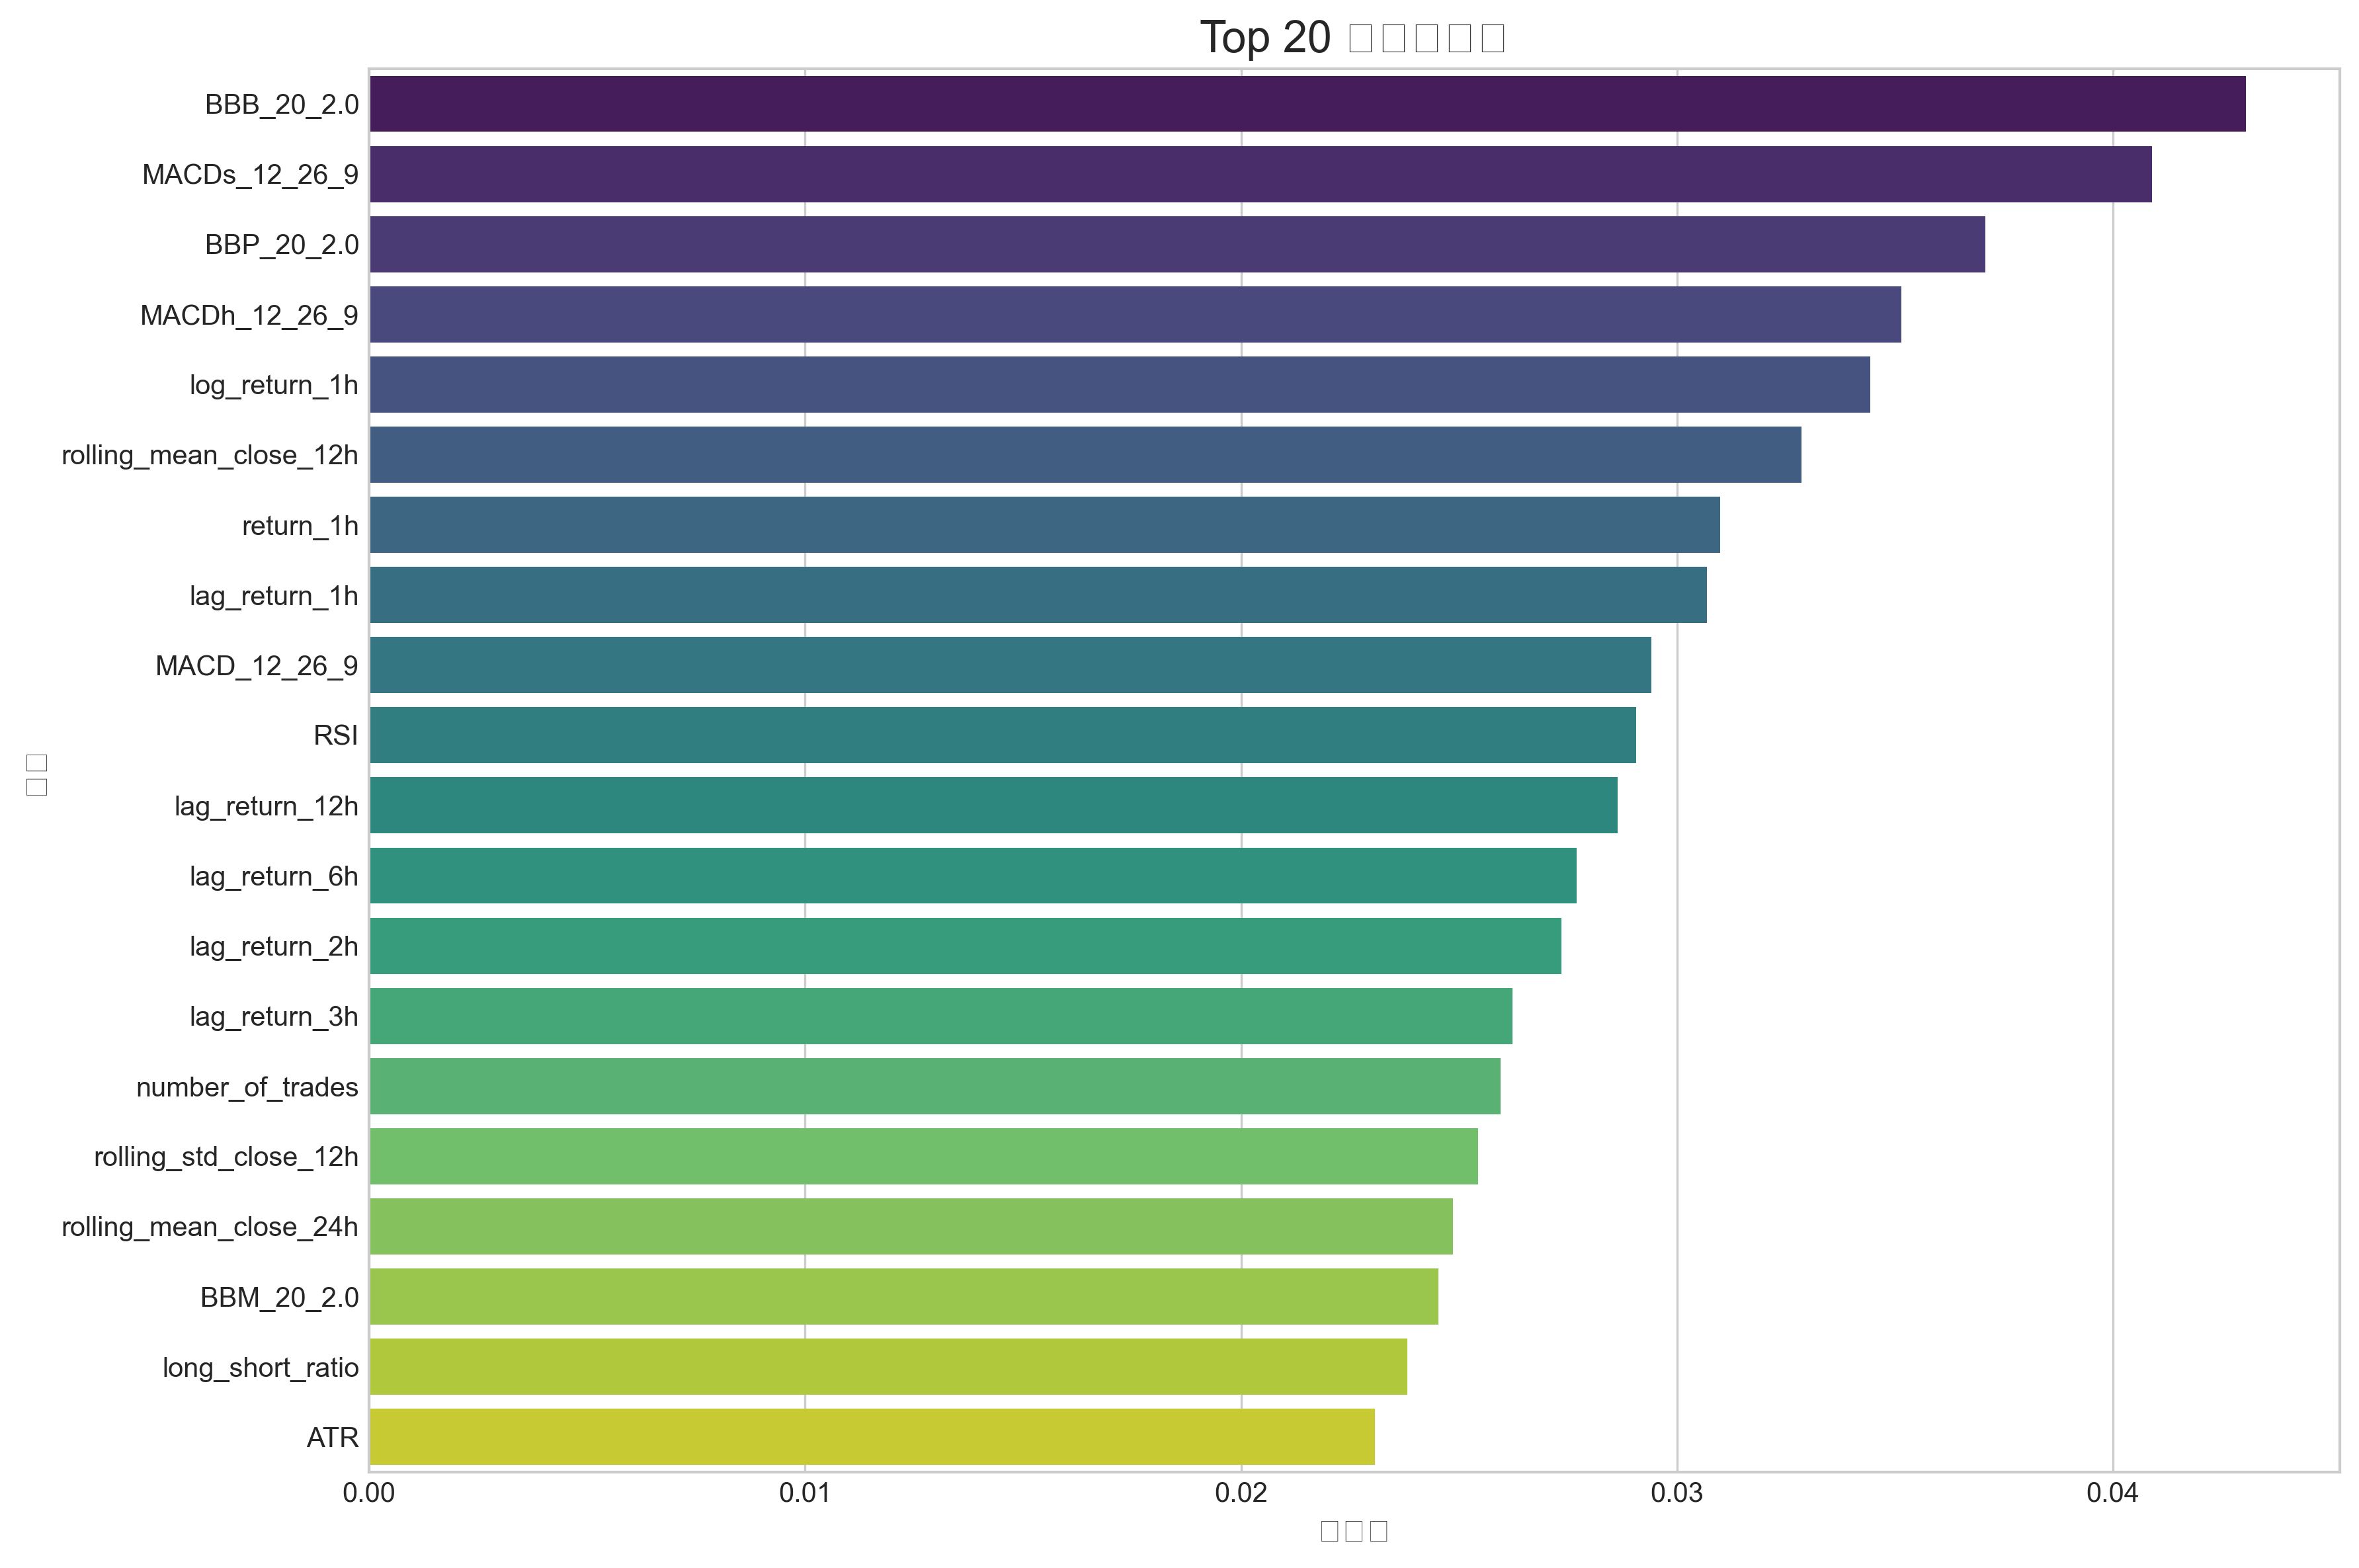 Top 20 □□□□□
BBB_20_2.0
MACDs_12_26_9
BBP_20_2.0
MACDh_12_26_9
log_return_1h
rolling_mean_close_12h
return_1h
lag_return_1h
MACD_12_26_9
RSI
lag_return_12h
lag_return_6h
lag_return_2h
lag_return_3h
number_of_trades
rolling_std_close_12h
rolling_mean_close_24h
BBM_20_2.0
long_short_ratio
ATR
□□
0.00 0.01 0.02 0.03 0.04
□□□